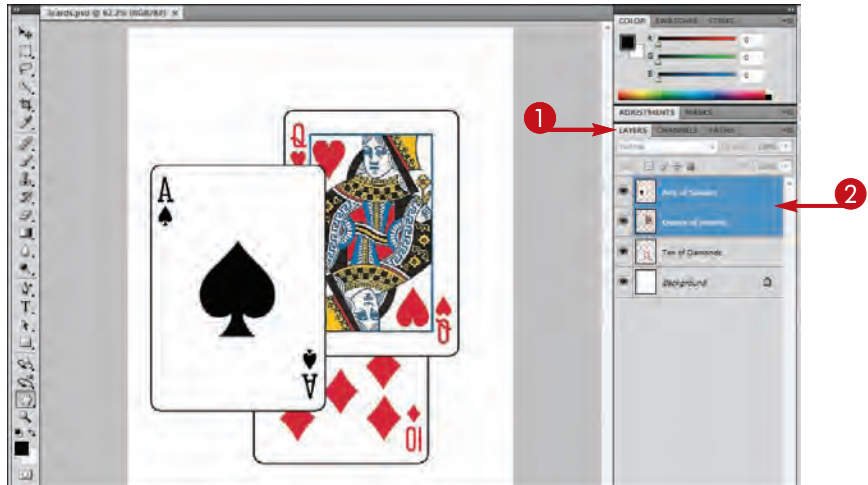 cards.psd @ 62.2% (RGB/8#) ×
COLOR SWATCHES STYLES
R 0
G 0
B 0
ADJUSTMENTS MASKS
1
LAYERS CHANNELS PATHS
Normal
2
Ace of Spades
Queen of Hearts
Ten of Diamonds
Background
Q
A
A
Q
10
T